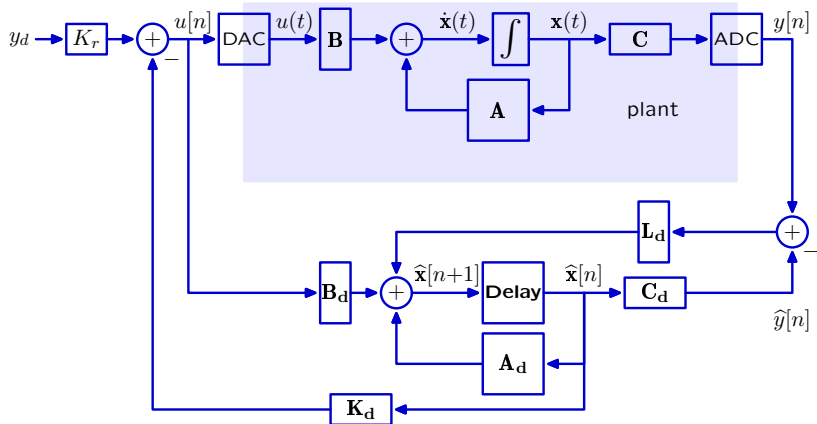 y_d K_r + − u[n] DAC u(t) B + ẋ(t) ∫ x(t) C ADC y[n]
A plant
L_d + −
B_d + x̂[n+1] Delay x̂[n] C_d
ŷ[n]
A_d
K_d